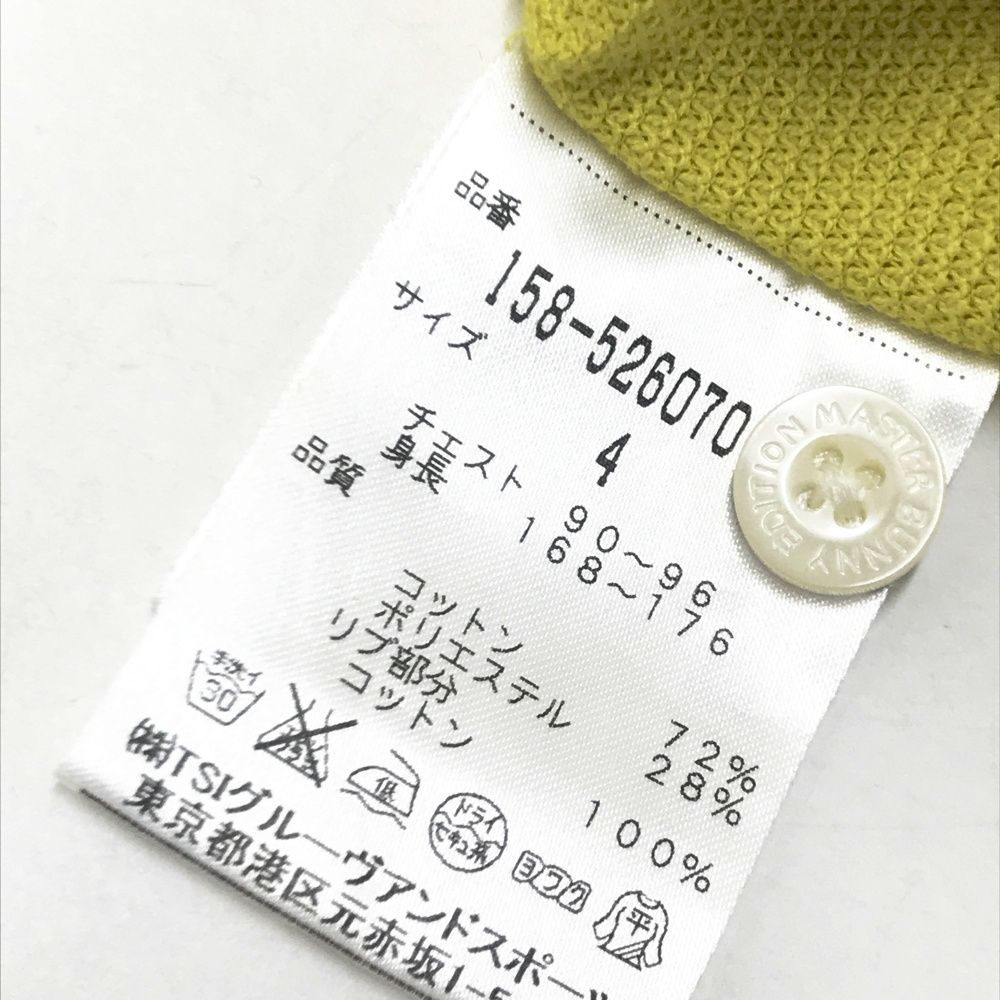 品番
158-526070
サイズ
4
チェスト 90～96
身長 168～176
品質
コットン 72%
ポリエステル 28%
リブ部分
コットン 100%
手洗イ
30
低
ドライ
セキユ系
ヨワク
平
㈱TSIグルーヴアンドスポーツ
東京都港区元赤坂1-5
MASTER BUNNY EDITION